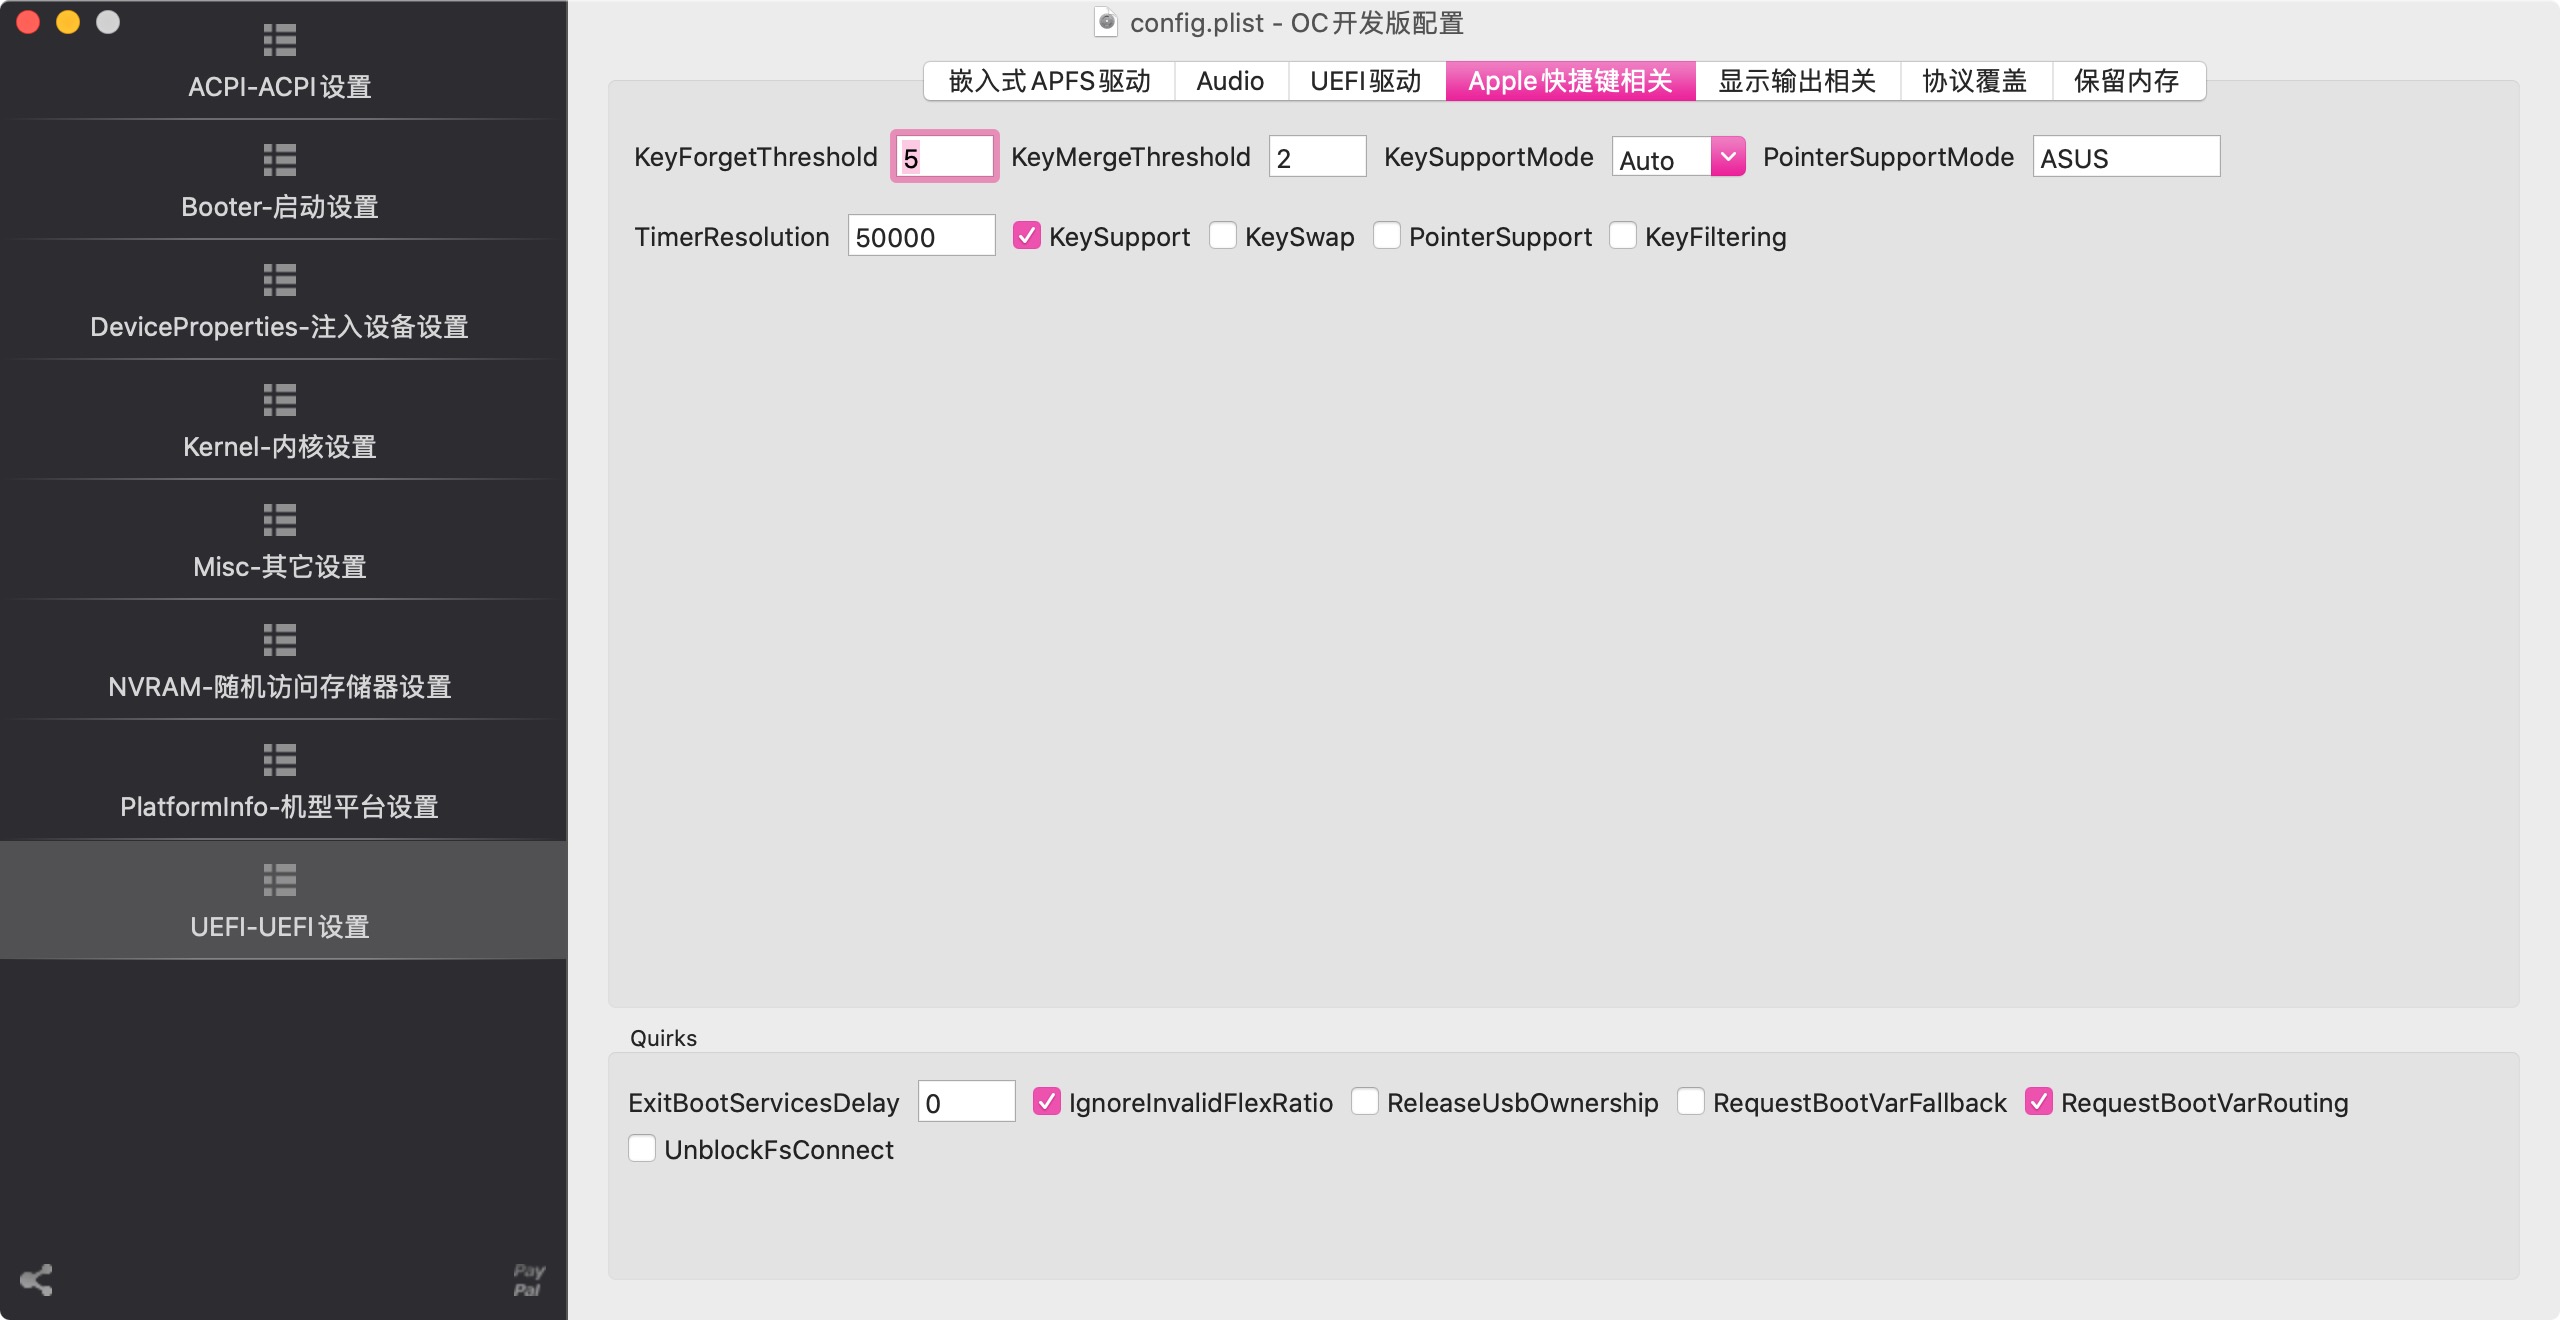 config.plist - OC开发版配置
ACPI-ACPI设置
Booter-启动设置
DeviceProperties-注入设备设置
Kernel-内核设置
Misc-其它设置
NVRAM-随机访问存储器设置
PlatformInfo-机型平台设置
UEFI-UEFI设置
Pay
Pal
嵌入式APFS驱动 Audio UEFI驱动 Apple快捷键相关 显示输出相关 协议覆盖 保留内存
KeyForgetThreshold 5 KeyMergeThreshold 2 KeySupportMode Auto PointerSupportMode ASUS
TimerResolution 50000 KeySupport KeySwap PointerSupport KeyFiltering
Quirks
ExitBootServicesDelay 0 IgnoreInvalidFlexRatio ReleaseUsbOwnership RequestBootVarFallback RequestBootVarRouting
UnblockFsConnect